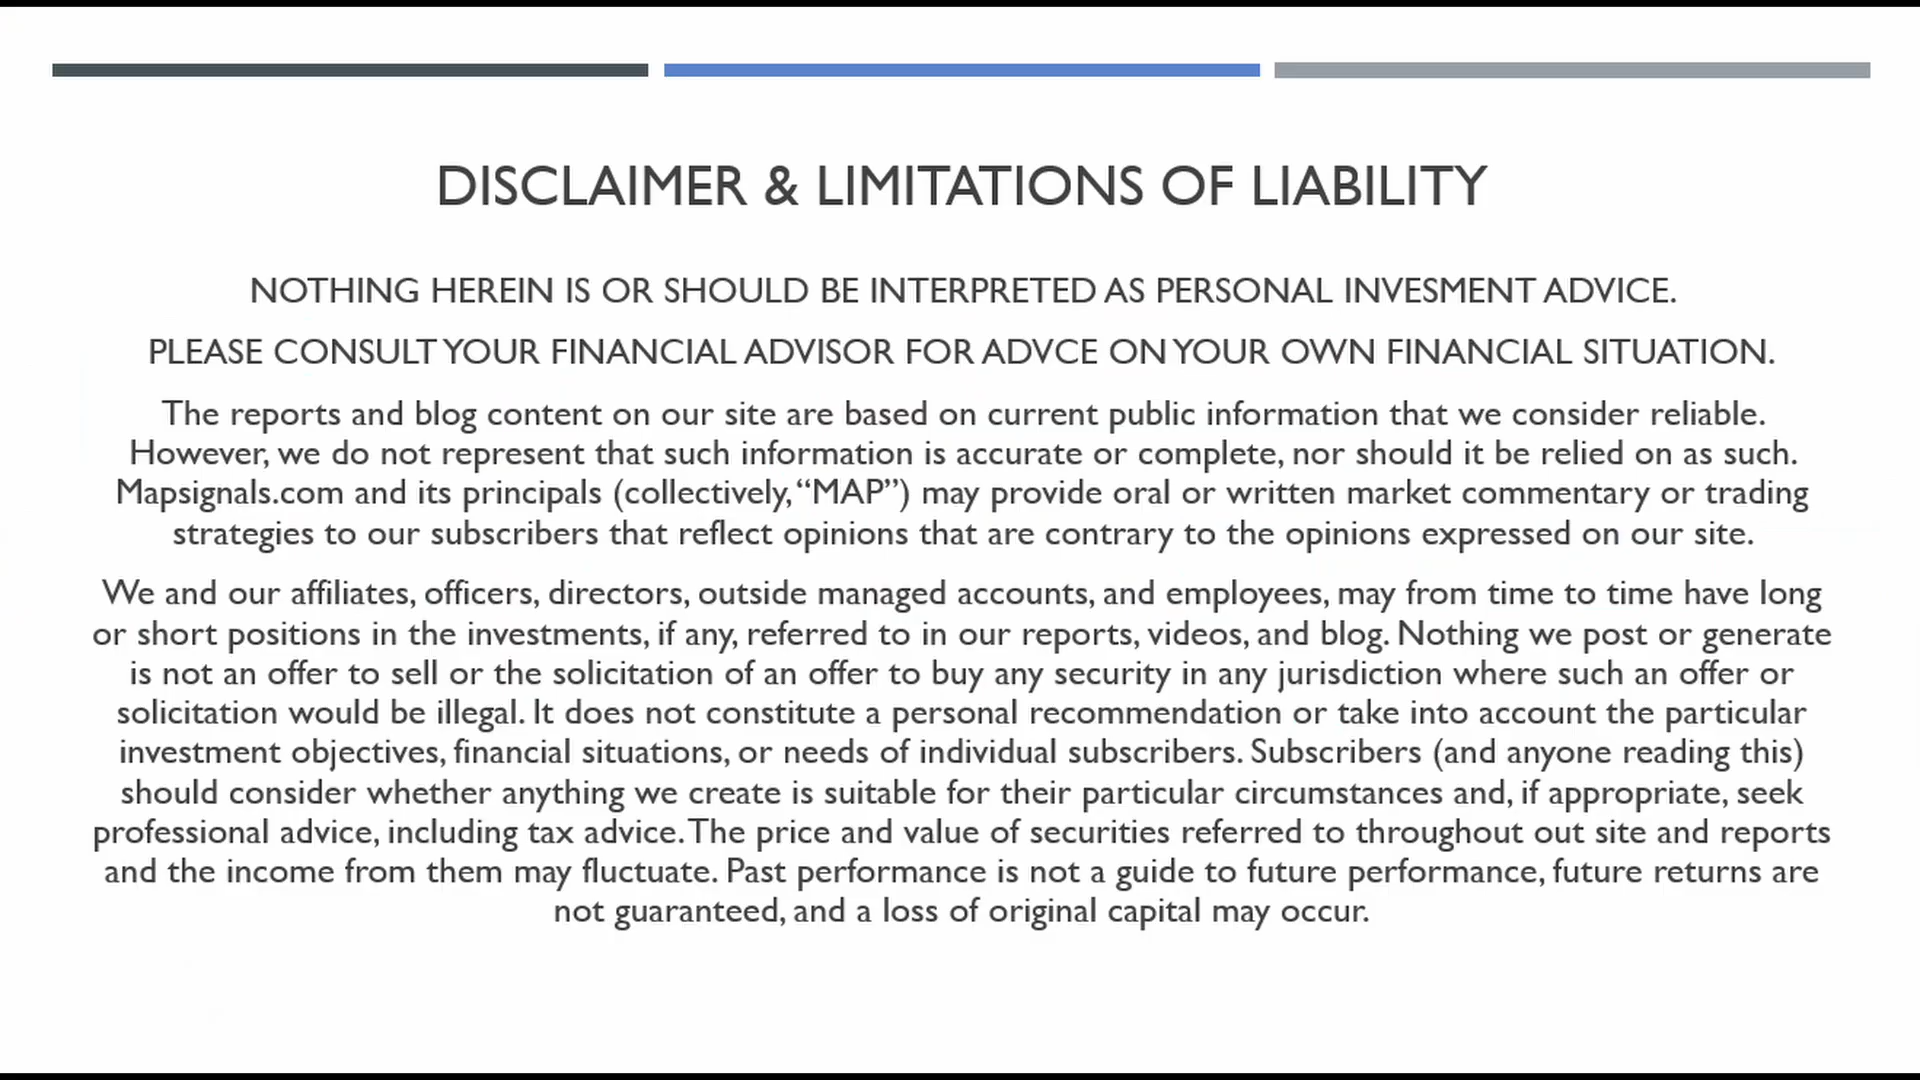 DISCLAIMER & LIMITATIONS OF LIABILITY
NOTHING HEREIN IS OR SHOULD BE INTERPRETED AS PERSONAL INVESMENT ADVICE.
PLEASE CONSULT YOUR FINANCIAL ADVISOR FOR ADVCE ON YOUR OWN FINANCIAL SITUATION.
The reports and blog content on our site are based on current public information that we consider reliable.
However, we do not represent that such information is accurate or complete, nor should it be relied on as such.
Mapsignals.com and its principals (collectively, “MAP”) may provide oral or written market commentary or trading
strategies to our subscribers that reflect opinions that are contrary to the opinions expressed on our site.
We and our affiliates, officers, directors, outside managed accounts, and employees, may from time to time have long
or short positions in the investments, if any, referred to in our reports, videos, and blog. Nothing we post or generate
is not an offer to sell or the solicitation of an offer to buy any security in any jurisdiction where such an offer or
solicitation would be illegal. It does not constitute a personal recommendation or take into account the particular
investment objectives, financial situations, or needs of individual subscribers. Subscribers (and anyone reading this)
should consider whether anything we create is suitable for their particular circumstances and, if appropriate, seek
professional advice, including tax advice. The price and value of securities referred to throughout out site and reports
and the income from them may fluctuate. Past performance is not a guide to future performance, future returns are
not guaranteed, and a loss of original capital may occur.